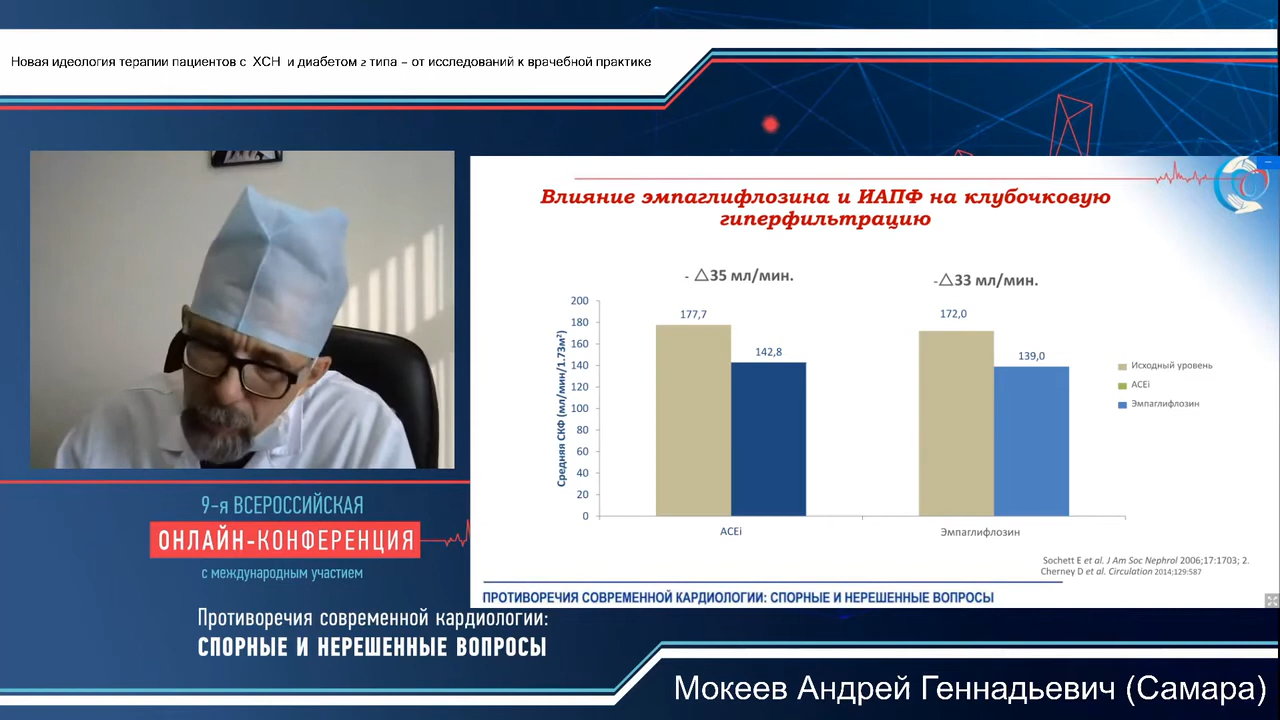 Новая идеология терапии пациентов с ХСН и диабетом 2 типа – от исследований к врачебной практике
Влияние эмпаглифлозина и ИАПФ на клубочковую
гиперфильтрацию
- △35 мл/мин.
-△33 мл/мин.
Средняя СКФ (мл/мин/1.73м²)
200
180
160
140
120
100
80
60
40
20
0
177,7
142,8
172,0
139,0
ACEi
Эмпаглифлозин
Исходный уровень
ACEi
Эмпаглифлозин
Sochett E et al. J Am Soc Nephrol 2006;17:1703; 2.
Cherney D et al. Circulation 2014;129:587
ПРОТИВОРЕЧИЯ СОВРЕМЕННОЙ КАРДИОЛОГИИ: СПОРНЫЕ И НЕРЕШЕННЫЕ ВОПРОСЫ
9-я ВСЕРОССИЙСКАЯ
ОНЛАЙН-КОНФЕРЕНЦИЯ
с международным участием
Противоречия современной кардиологии:
СПОРНЫЕ И НЕРЕШЕННЫЕ ВОПРОСЫ
Мокеев Андрей Геннадьевич (Самара)